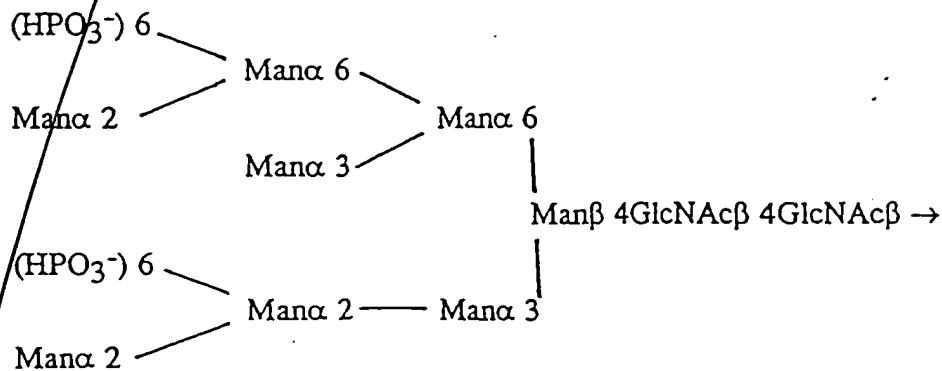 (HPO3-) 6
Manα 6
Manα 2
Manα 6
Manα 3
Manβ 4GlcNAcβ 4GlcNAcβ →
(HPO3-) 6
Manα 2 Manα 3
Manα 2